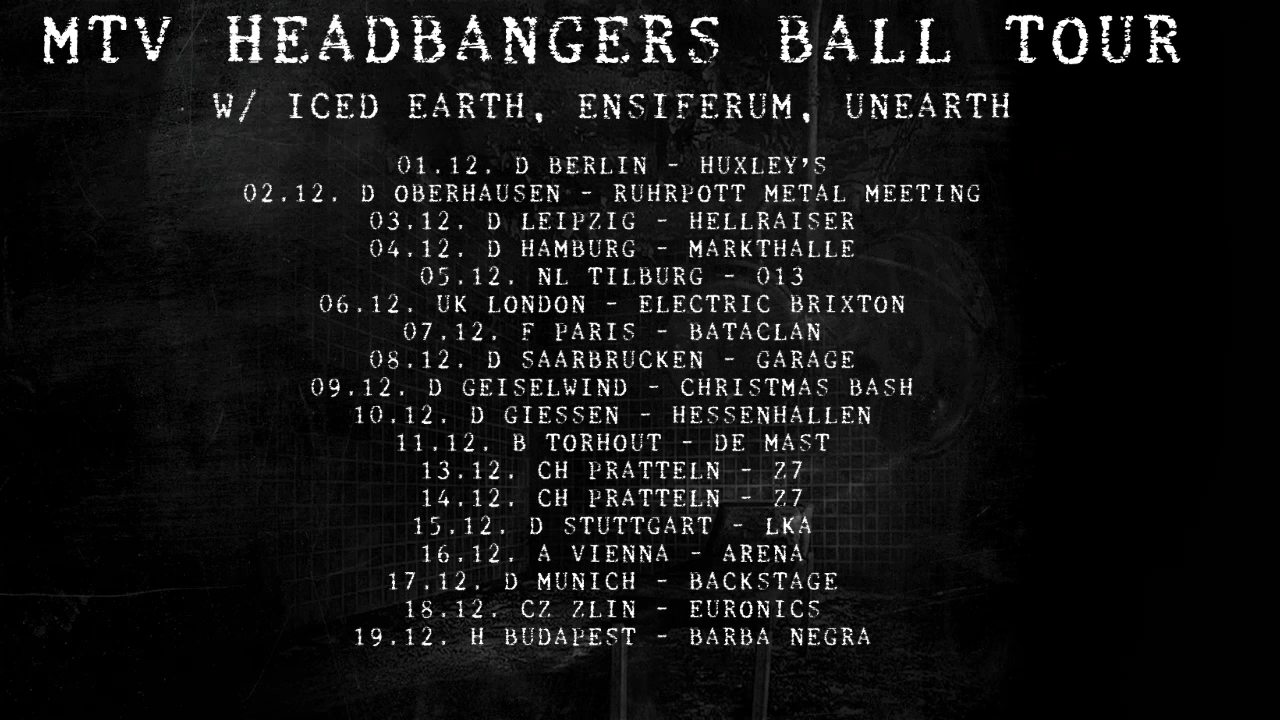 MTV HEADBANGERS BALL TOUR
W/ ICED EARTH, ENSIFERUM, UNEARTH
01.12. D BERLIN - HUXLEY'S
02.12. D OBERHAUSEN - RUHRPOTT METAL MEETING
03.12. D LEIPZIG - HELLRAISER
04.12. D HAMBURG - MARKTHALLE
05.12. NL TILBURG - 013
06.12. UK LONDON - ELECTRIC BRIXTON
07.12. F PARIS - BATACLAN
08.12. D SAARBRUCKEN - GARAGE
09.12. D GEISELWIND - CHRISTMAS BASH
10.12. D GIESSEN - HESSENHALLEN
11.12. B TORHOUT - DE MAST
13.12. CH PRATTELN - Z7
14.12. CH PRATTELN - Z7
15.12. D STUTTGART - LKA
16.12. A VIENNA - ARENA
17.12. D MUNICH - BACKSTAGE
18.12. CZ ZLIN - EURONICS
19.12. H BUDAPEST - BARBA NEGRA